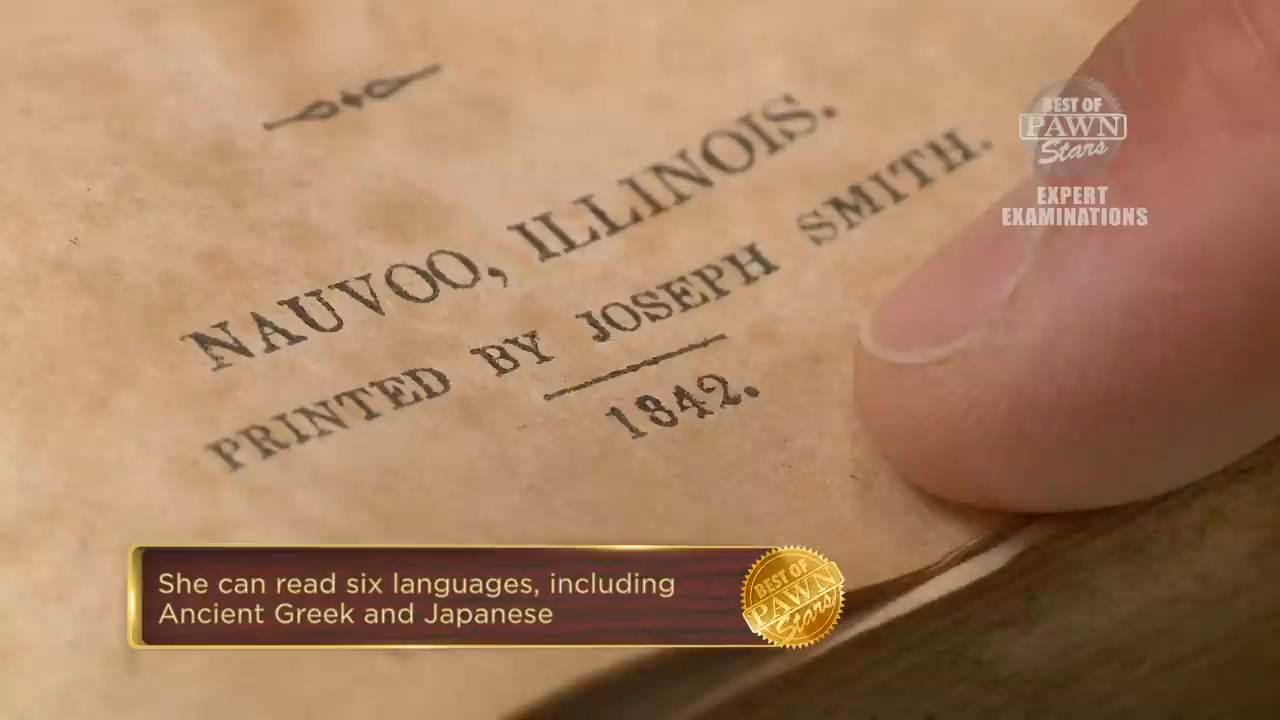 NAUVOO, ILLINOIS.
PRINTED BY JOSEPH SMITH.
1842.
BEST OF
PAWN
Stars
EXPERT
EXAMINATIONS
She can read six languages, including
Ancient Greek and Japanese
BEST OF
PAWN
Stars